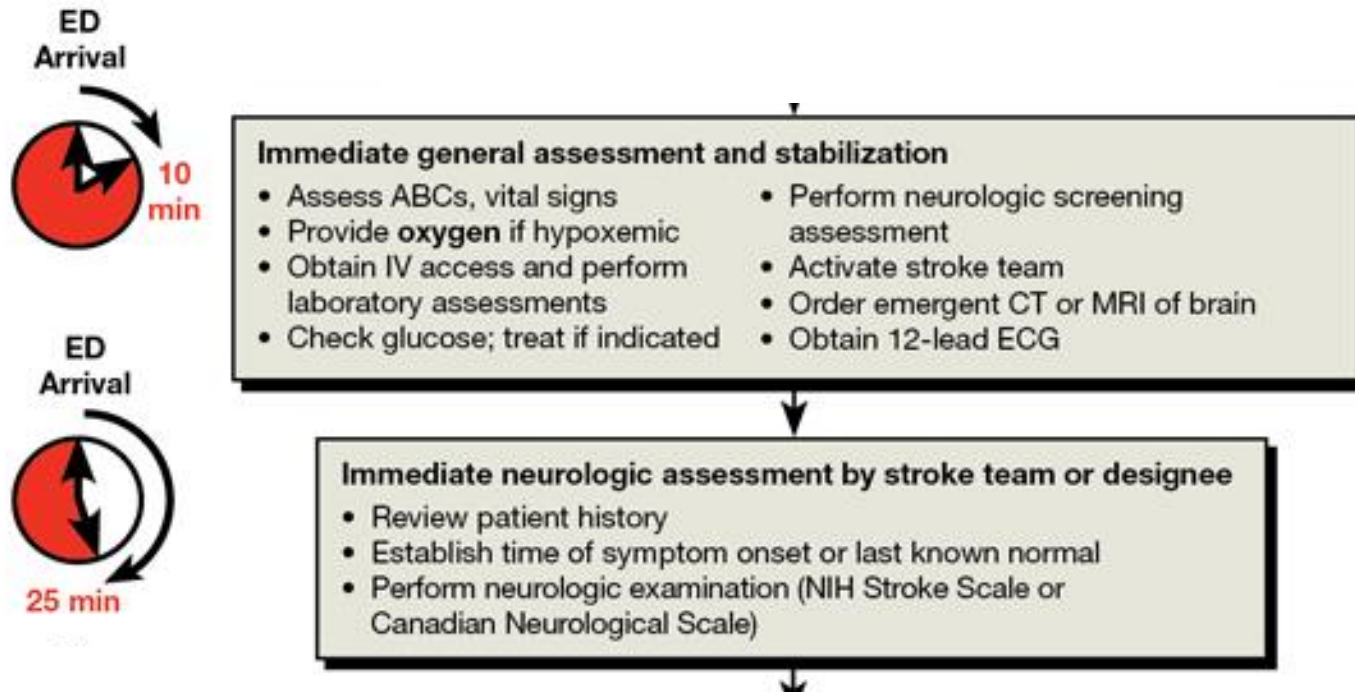 ED
Arrival
10
min
Immediate general assessment and stabilization
• Assess ABCs, vital signs
• Provide oxygen if hypoxemic
• Obtain IV access and perform
laboratory assessments
• Check glucose; treat if indicated
• Perform neurologic screening
assessment
• Activate stroke team
• Order emergent CT or MRI of brain
• Obtain 12-lead ECG
ED
Arrival
25 min
Immediate neurologic assessment by stroke team or designee
• Review patient history
• Establish time of symptom onset or last known normal
• Perform neurologic examination (NIH Stroke Scale or
Canadian Neurological Scale)